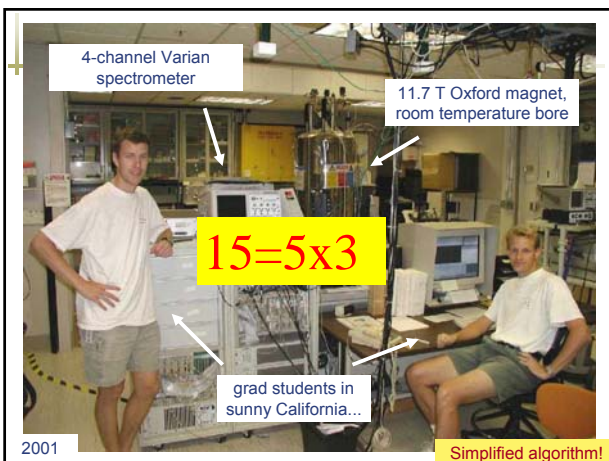 4-channel Varian
spectrometer
11.7 T Oxford magnet,
room temperature bore
15=5x3
grad students in
sunny California...
2001
Simplified algorithm!